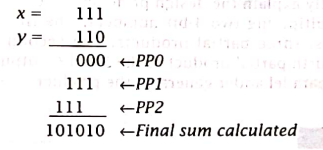 x = 111
y = 110
000. ←PP0
111 ←PP1
111 ←PP2
101010 ←Final sum calculated